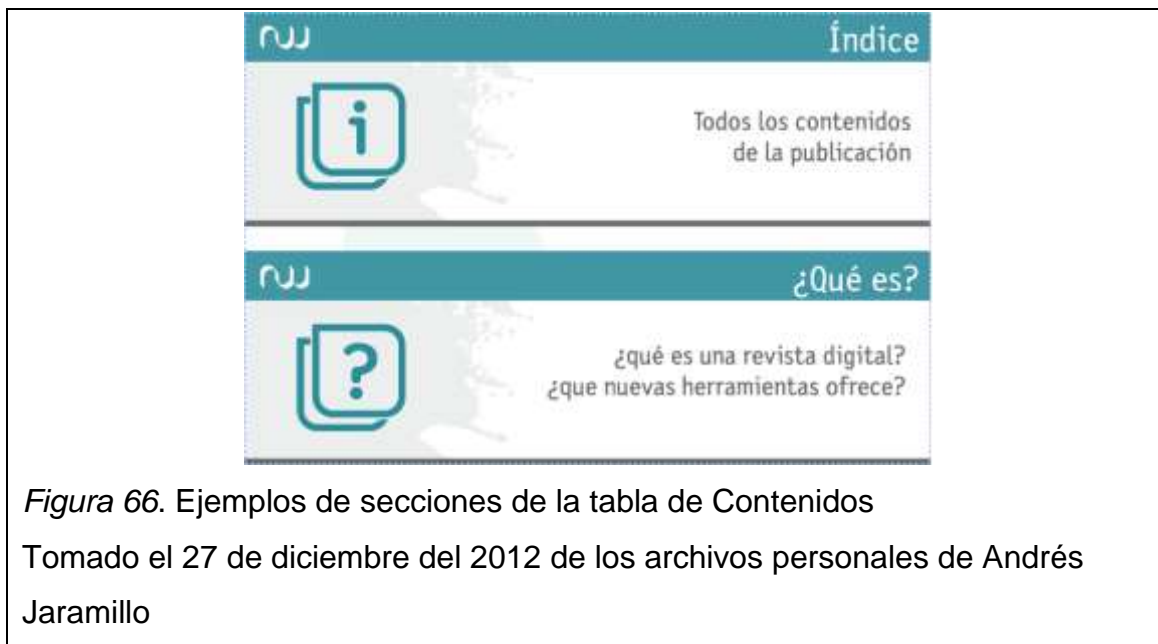 Índice
i
Todos los contenidos
de la publicación
¿Qué es?
?
¿qué es una revista digital?
¿que nuevas herramientas ofrece?
Figura 66. Ejemplos de secciones de la tabla de Contenidos
Tomado el 27 de diciembre del 2012 de los archivos personales de Andrés
Jaramillo